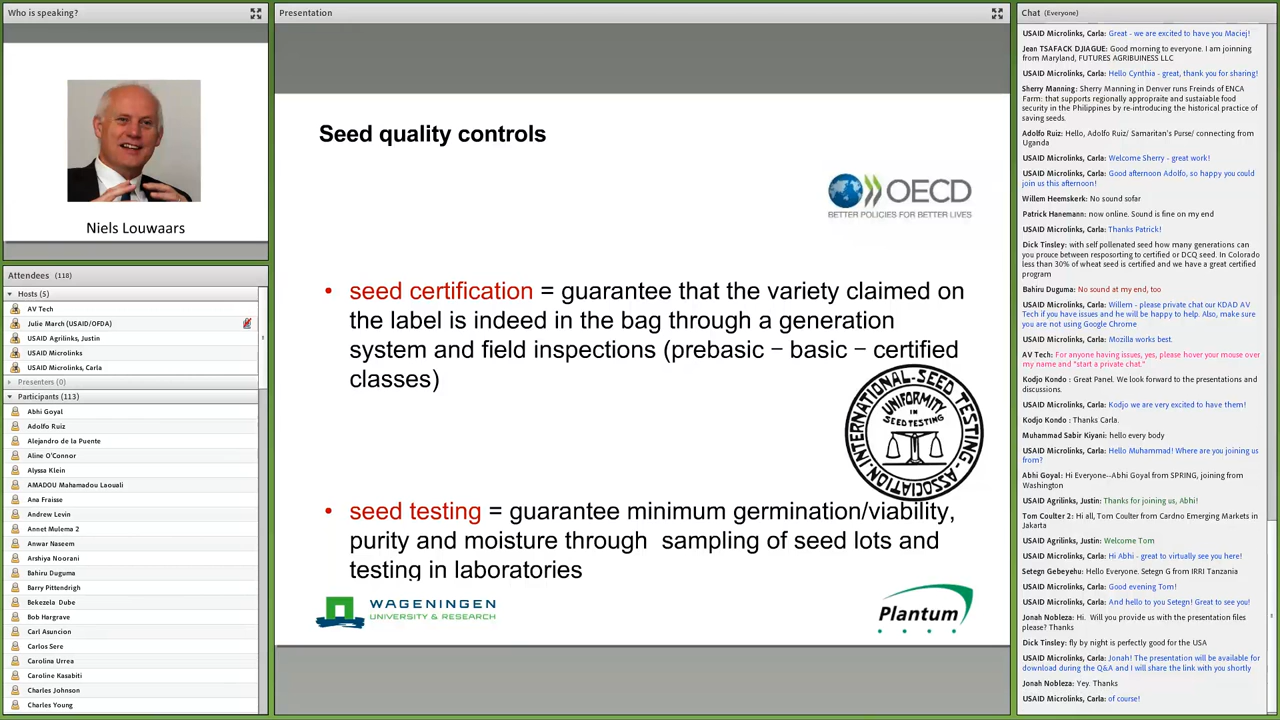 Who is speaking?
Niels Louwaars
Attendees (118)
Hosts (5)
AV Tech
Julie March (USAID/OFDA)
USAID Agrilinks, Justin
USAID Microlinks
USAID Microlinks, Carla
Presenters (0)
Participants (113)
Abhi Goyal
Adolfo Ruiz
Alejandro de la Puente
Aline O'Connor
Alyssa Klein
AMADOU Mahamadou Laouali
Ana Fraisse
Andrew Levin
Annet Mulema 2
Anwar Naseem
Arshiya Noorani
Bahiru Duguma
Barry Pittendrigh
Bekezela Dube
Bob Hargrave
Carl Asuncion
Carlos Sere
Carolina Urrea
Caroline Kasabiti
Charles Johnson
Charles Young
Presentation
Seed quality controls
OECD
BETTER POLICIES FOR BETTER LIVES
• seed certification = guarantee that the variety claimed on
the label is indeed in the bag through a generation
system and field inspections (prebasic – basic – certified
classes)
INTERNATIONAL·SEED TESTING·ASSOCIATION
UNIFORMITY
IN
SEED TESTING
• seed testing = guarantee minimum germination/viability,
purity and moisture through sampling of seed lots and
testing in laboratories
WAGENINGEN
UNIVERSITY & RESEARCH
Plantum
Chat (Everyone)
USAID Microlinks, Carla: Great - we are excited to have you Maciej!
Jean TSAFACK DJIAGUE: Good morning to everyone. I am joinning
from Maryland, FUTURES AGRIBUINESS LLC
USAID Microlinks, Carla: Hello Cynthia - great, thank you for sharing!
Sherry Manning: Sherry Manning in Denver runs Freinds of ENCA
Farm: that supports regionally appropraite and sustaiable food
security in the Philippines by re-introducing the historical practice of
saving seeds.
Adolfo Ruiz: Hello, Adolfo Ruiz/ Samaritan's Purse/ connecting from
Uganda
USAID Microlinks, Carla: Welcome Sherry - great work!
USAID Microlinks, Carla: Good afternoon Adolfo, so happy you could
join us this afternoon!
Willem Heemskerk: No sound sofar
Patrick Hanemann: now online. Sound is fine on my end
USAID Microlinks, Carla: Thanks Patrick!
Dick Tinsley: with self pollenated seed how many generations can
you prouce between resposorting to certified or DCQ seed. In Colorado
less than 30% of wheat seed is certified and we have a great certified
program
Bahiru Duguma: No sound at my end, too
USAID Microlinks, Carla: Willem - please private chat our KDAD AV
Tech if you have issues and he will be happy to help. Also, make sure
you are not using Google Chrome
USAID Microlinks, Carla: Mozilla works best.
AV Tech: For anyone having issues, yes, please hover your mouse over
my name and "start a private chat."
Kodjo Kondo : Great Panel. We look forward to the presentations and
discussions.
USAID Microlinks, Carla: Kodjo we are very excited to have them!
Kodjo Kondo : Thanks Carla.
Muhammad Sabir Kiyani: hello every body
USAID Microlinks, Carla: Hello Muhammad! Where are you joining us
from?
Abhi Goyal: Hi Everyone--Abhi Goyal from SPRING, joining from
Washington
USAID Agrilinks, Justin: Thanks for joining us, Abhi!
Tom Coulter 2: Hi all, Tom Coulter from Cardno Emerging Markets in
Jakarta
USAID Agrilinks, Justin: Welcome Tom
USAID Microlinks, Carla: Hi Abhi - great to virtually see you here!
Setegn Gebeyehu: Hello Everyone. Setegn G from IRRI Tanzania
USAID Microlinks, Carla: Good evening Tom!
USAID Microlinks, Carla: And hello to you Setegn! Great to see you!
Jonah Nobleza: Hi. Will you provide us with the presentation files
please? Thanks
Dick Tinsley: fly by night is perfectly good for the USA
USAID Microlinks, Carla: Jonah! The presentation will be available for
download during the Q&A and I will share the link with you shortly
Jonah Nobleza: Yey. Thanks
USAID Microlinks, Carla: of course!